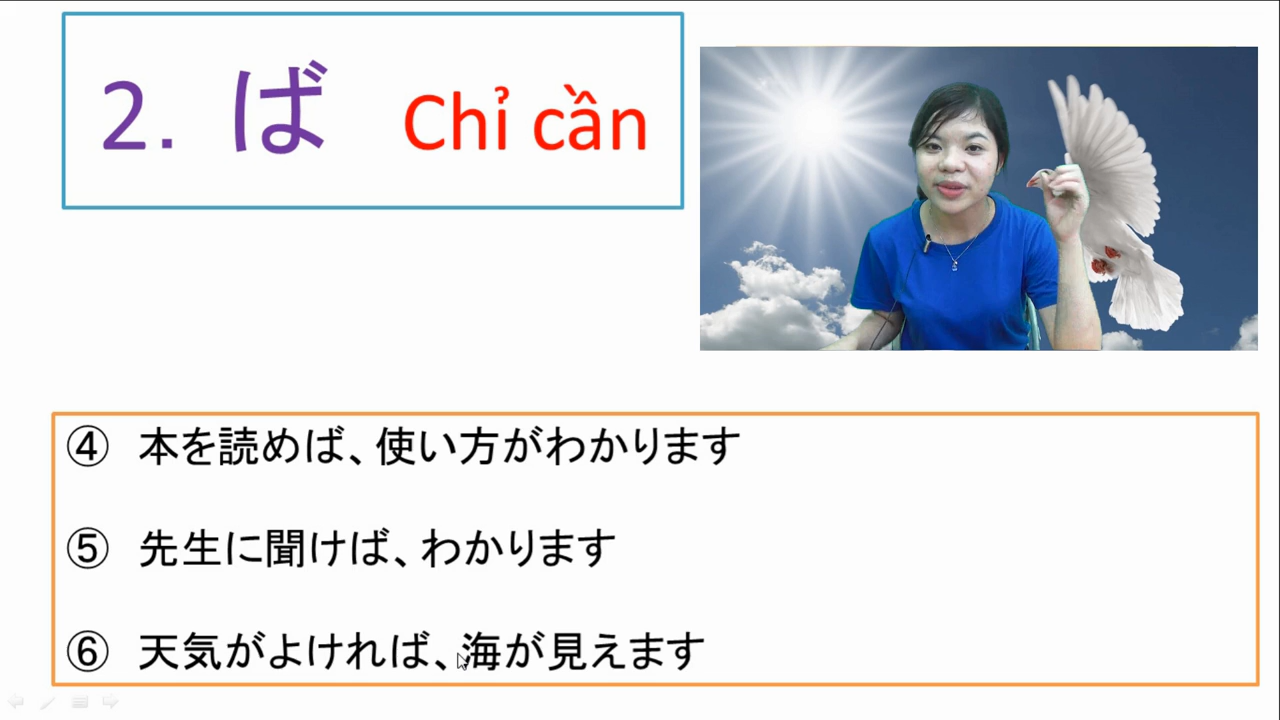 2. ば Chỉ cần
④ 本を読めば、使い方がわかります
⑤ 先生に聞けば、わかります
⑥ 天気がよければ、海が見えます